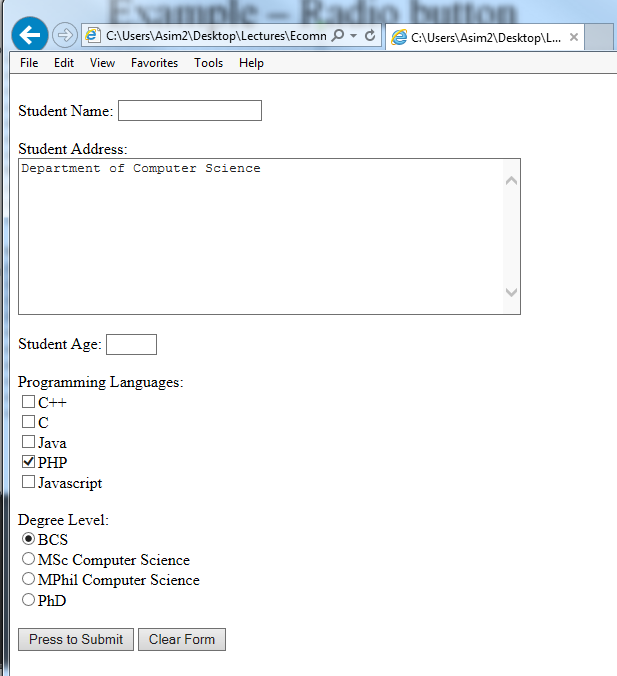 Example – Radio button
C:\Users\Asim2\Desktop\Lectures\Ecomn
C:\Users\Asim2\Desktop\L...
File Edit View Favorites Tools Help
Student Name:
Student Address:
Department of Computer Science
Student Age:
Programming Languages:
C++
C
Java
PHP
Javascript
Degree Level:
BCS
MSc Computer Science
MPhil Computer Science
PhD
Press to Submit Clear Form